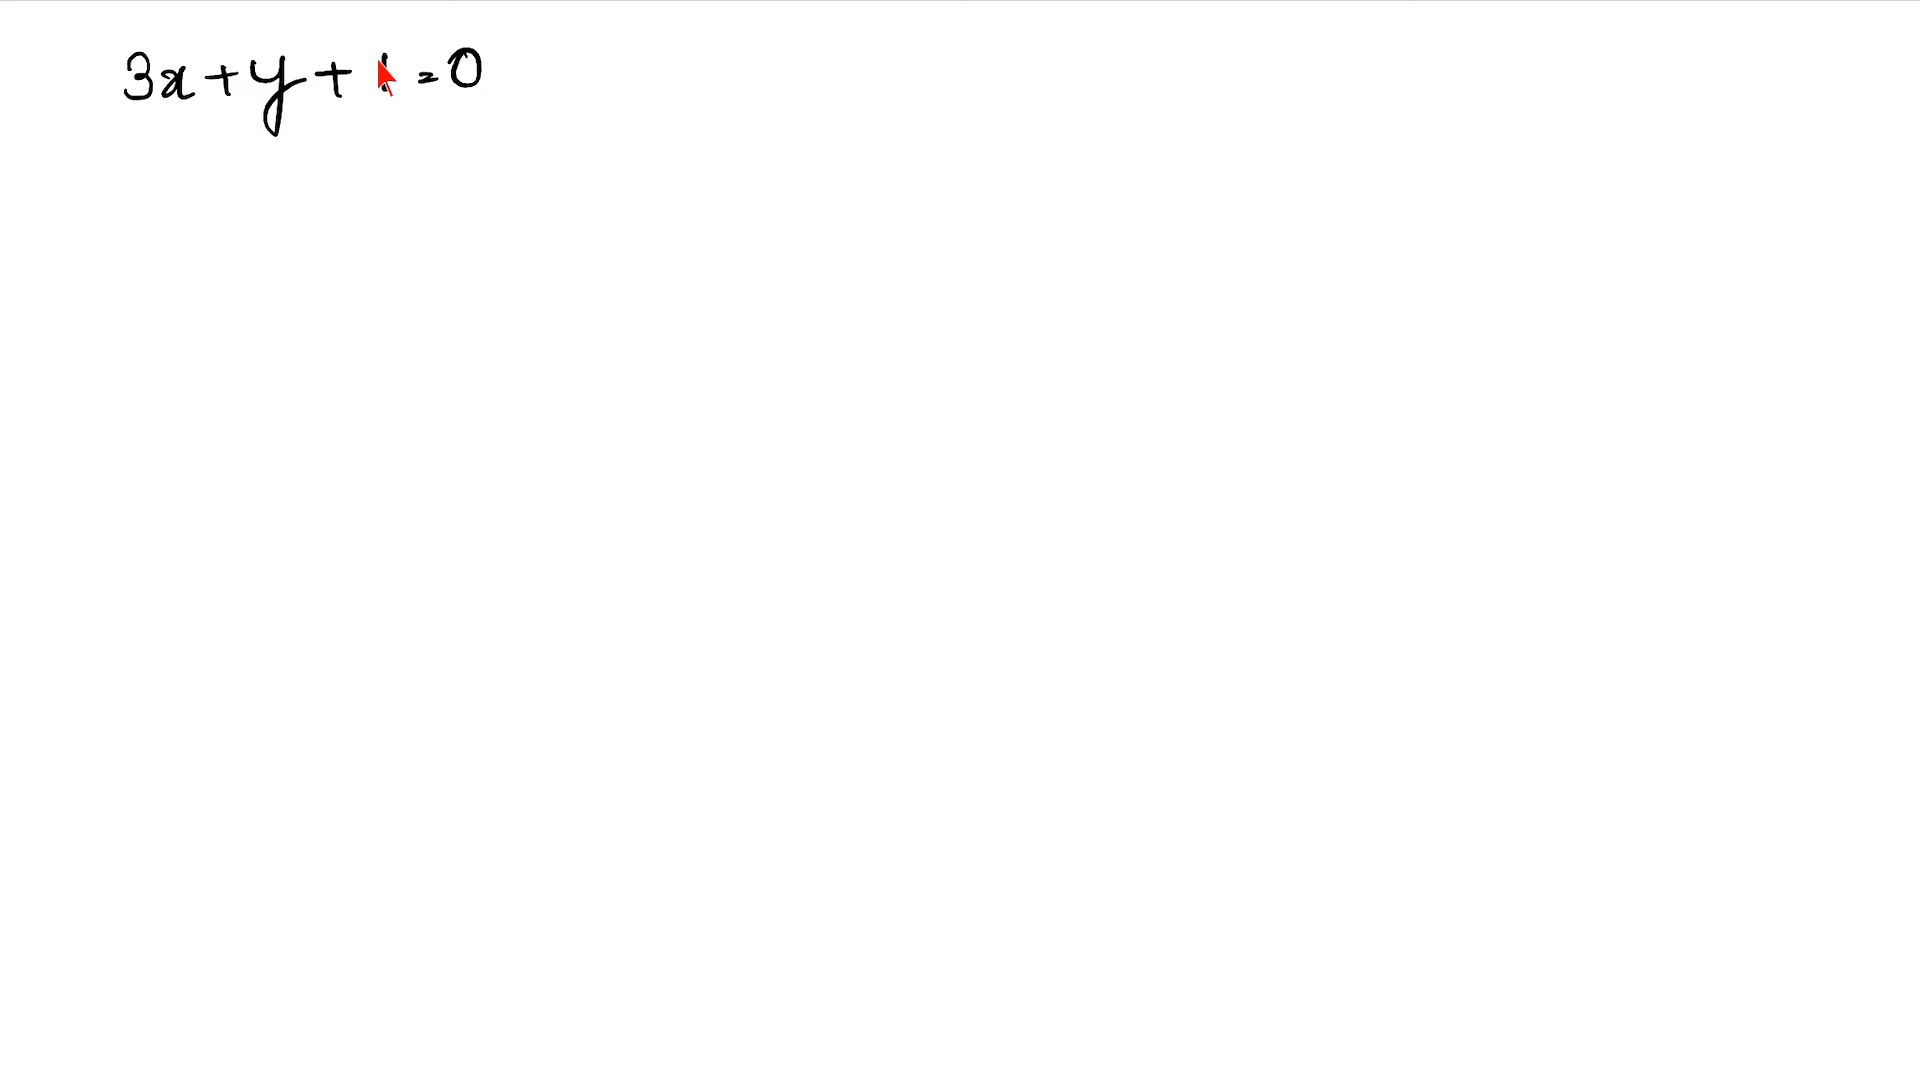 3x + y + 1 = 0